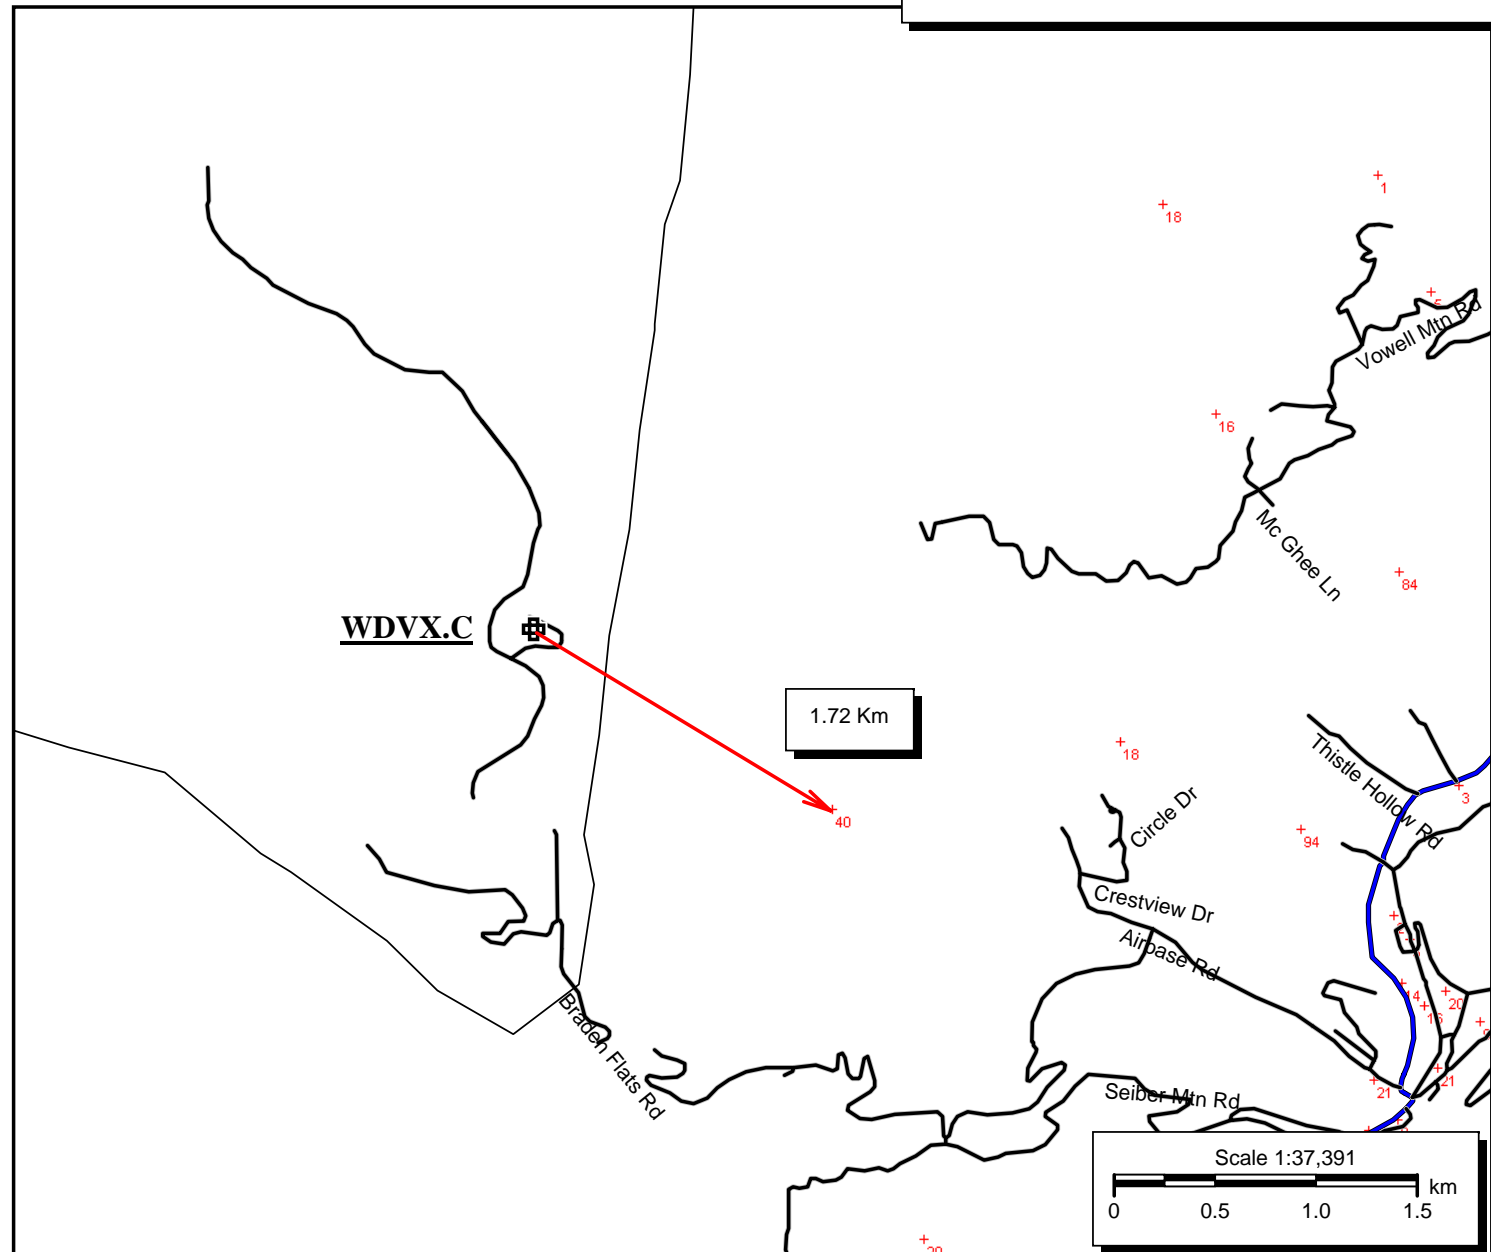 1
18
5
Vowell Mtn Rd
16
Mc Ghee Ln
84
WDVX.C
1.72 Km
18
Thistle Hollow Rd
3
40
Circle Dr
94
Crestview Dr
Airbase Rd
14
20
16
Braden Flats Rd
21
21
Seiber Mtn Rd
Scale 1:37,391
km
0 0.5 1.0 1.5